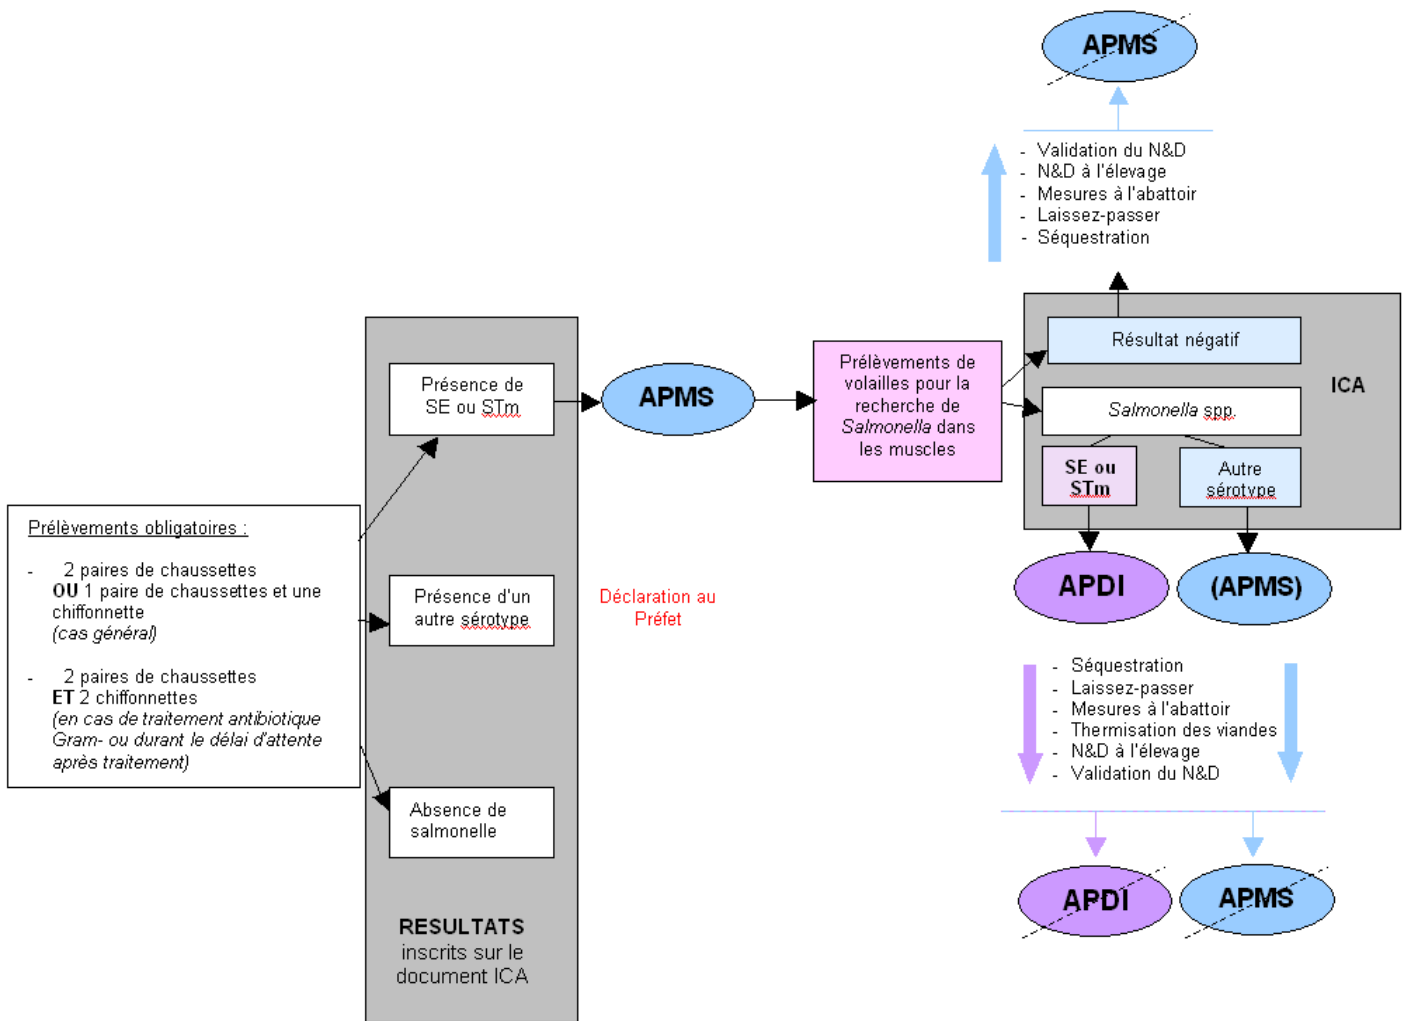 APMS
- Validation du N&D
- N&D à l'élevage
- Mesures à l'abattoir
- Laissez-passer
- Séquestration
Résultat négatif
ICA
Salmonella spp.
SE ou
STm
Autre
sérotype
Présence de
SE ou STm
APMS
Prélèvements de
volailles pour la
recherche de
Salmonella dans
les muscles
Prélèvements obligatoires :
- 2 paires de chaussettes
OU 1 paire de chaussettes et une
chiffonnette
(cas général)
- 2 paires de chaussettes
ET 2 chiffonnettes
(en cas de traitement antibiotique
Gram- ou durant le délai d'attente
après traitement)
Présence d'un
autre sérotype
Déclaration au
Préfet
Absence de
salmonelle
RESULTATS
inscrits sur le
document ICA
APDI
(APMS)
- Séquestration
- Laissez-passer
- Mesures à l'abattoir
- Thermisation des viandes
- N&D à l'élevage
- Validation du N&D
APDI
APMS